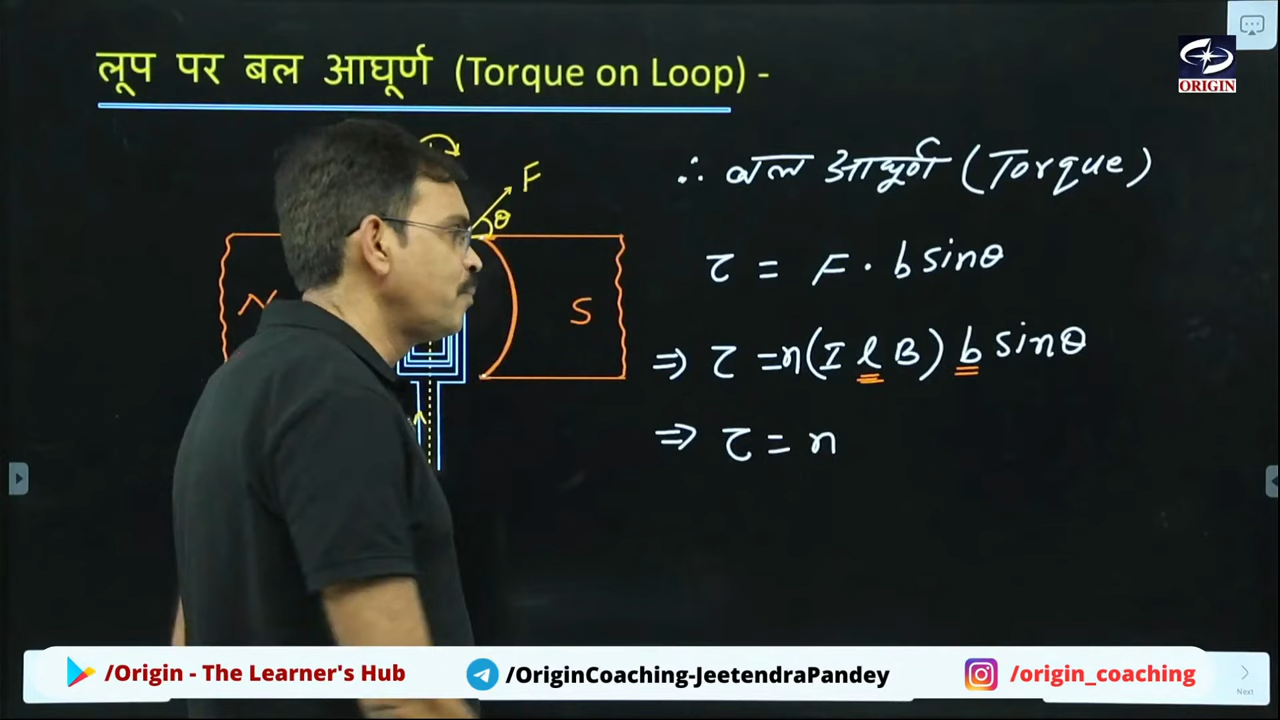 लूप पर बल आघूर्ण (Torque on Loop) -
ORIGIN
F
θ
N
S
∴ बल आघूर्ण (Torque)
τ = F · b sinθ
⇒ τ = n(I l B) b sinθ
⇒ τ = n
/Origin - The Learner's Hub
/OriginCoaching-JeetendraPandey
/origin_coaching
Next